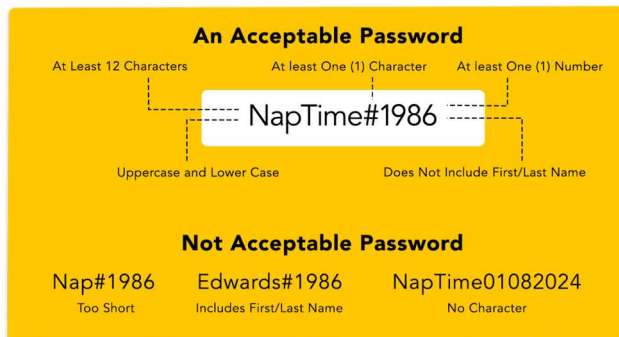 An Acceptable Password
At Least 12 Characters At least One (1) Character At least One (1) Number
NapTime#1986
Uppercase and Lower Case Does Not Include First/Last Name
Not Acceptable Password
Nap#1986 Edwards#1986 NapTime01082024
Too Short Includes First/Last Name No Character